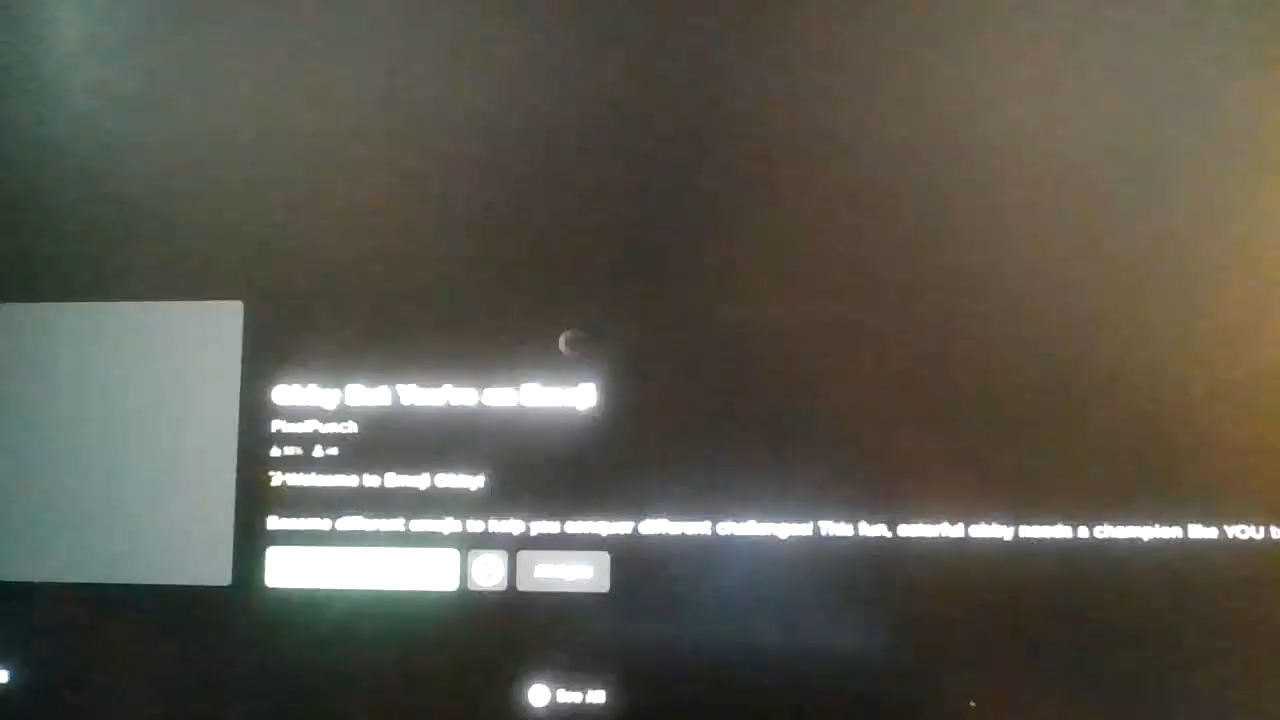 Obby But You're an Emoji
PixelPunch
Welcome to Emoji Obby!
Become different emojis to help you conquer different challenges! This fun, colorful obby needs a champion like YOU
See All